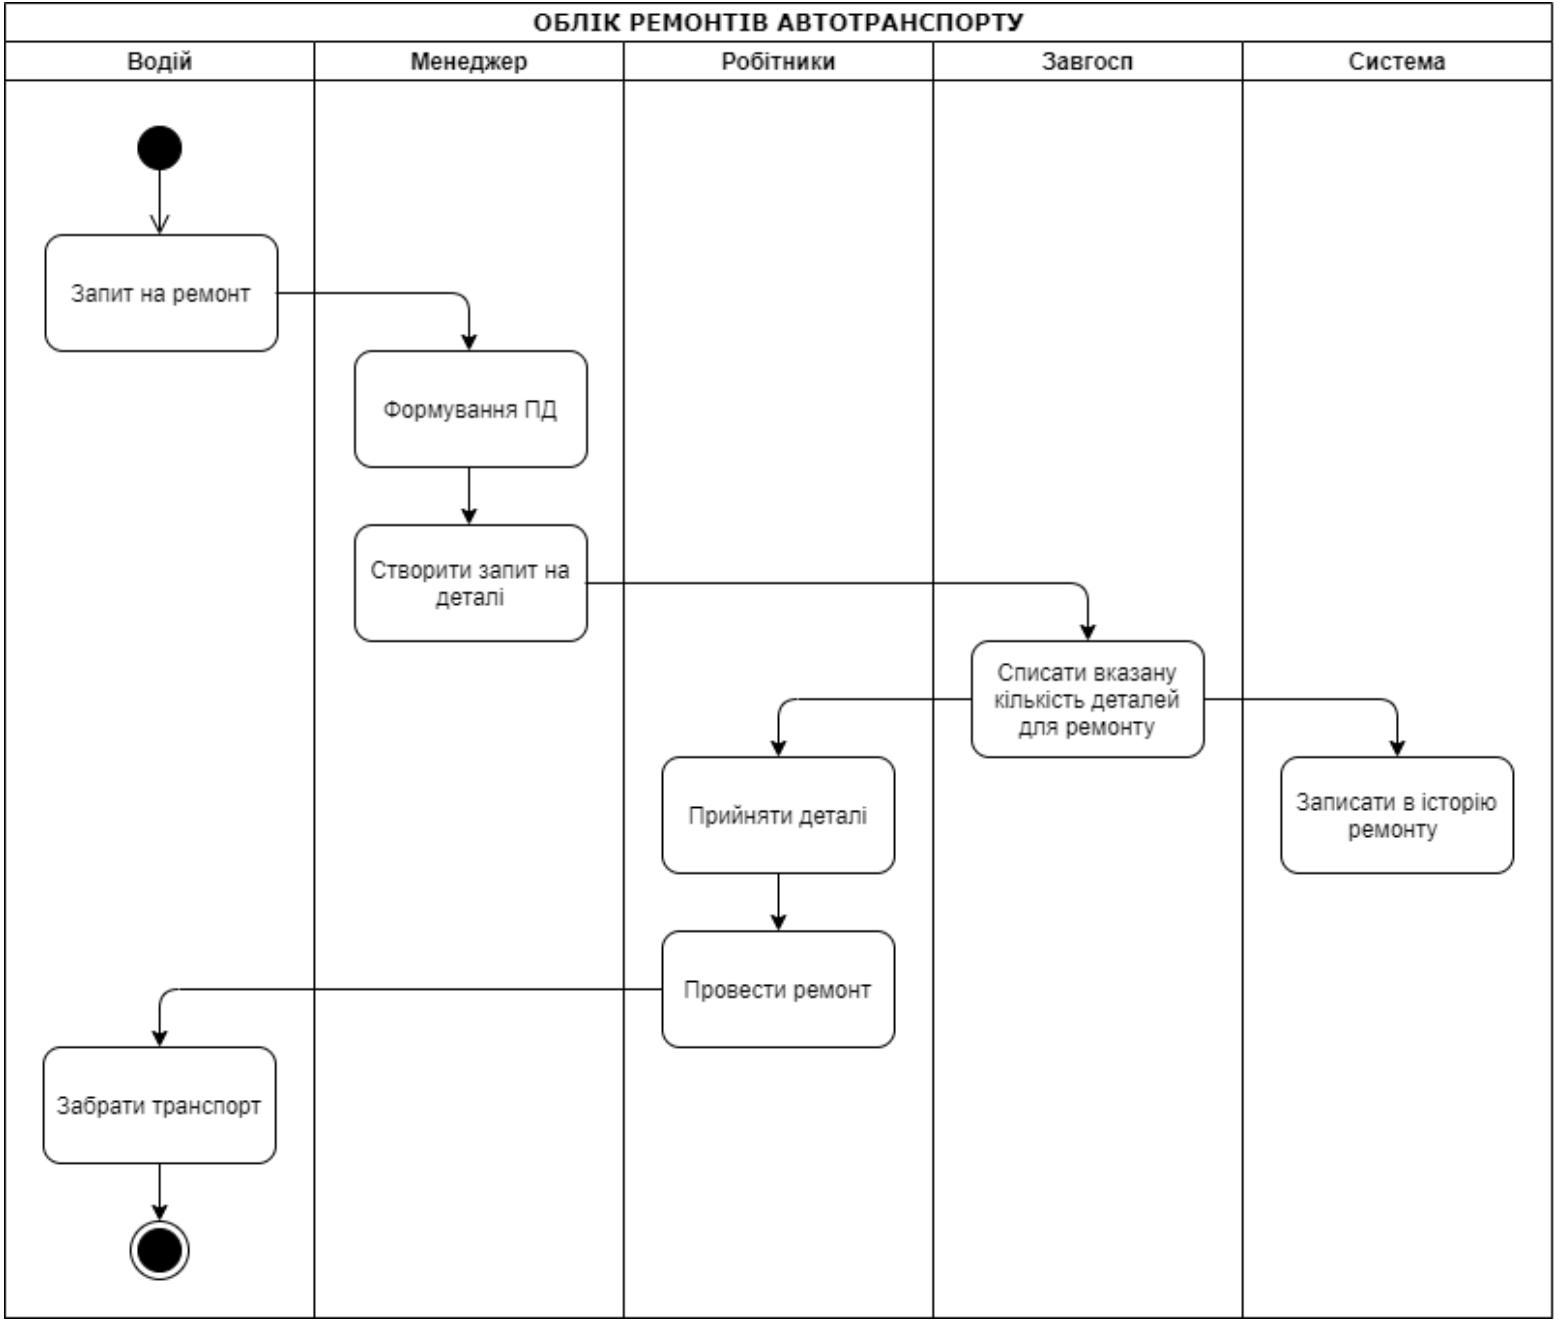 ОБЛІК РЕМОНТІВ АВТОТРАНСПОРТУ
Водій
Менеджер
Робітники
Завгосп
Система
Запит на ремонт
Формування ПД
Створити запит на
деталі
Списати вказану
кількість деталей
для ремонту
Прийняти деталі
Записати в історію
ремонту
Провести ремонт
Забрати транспорт